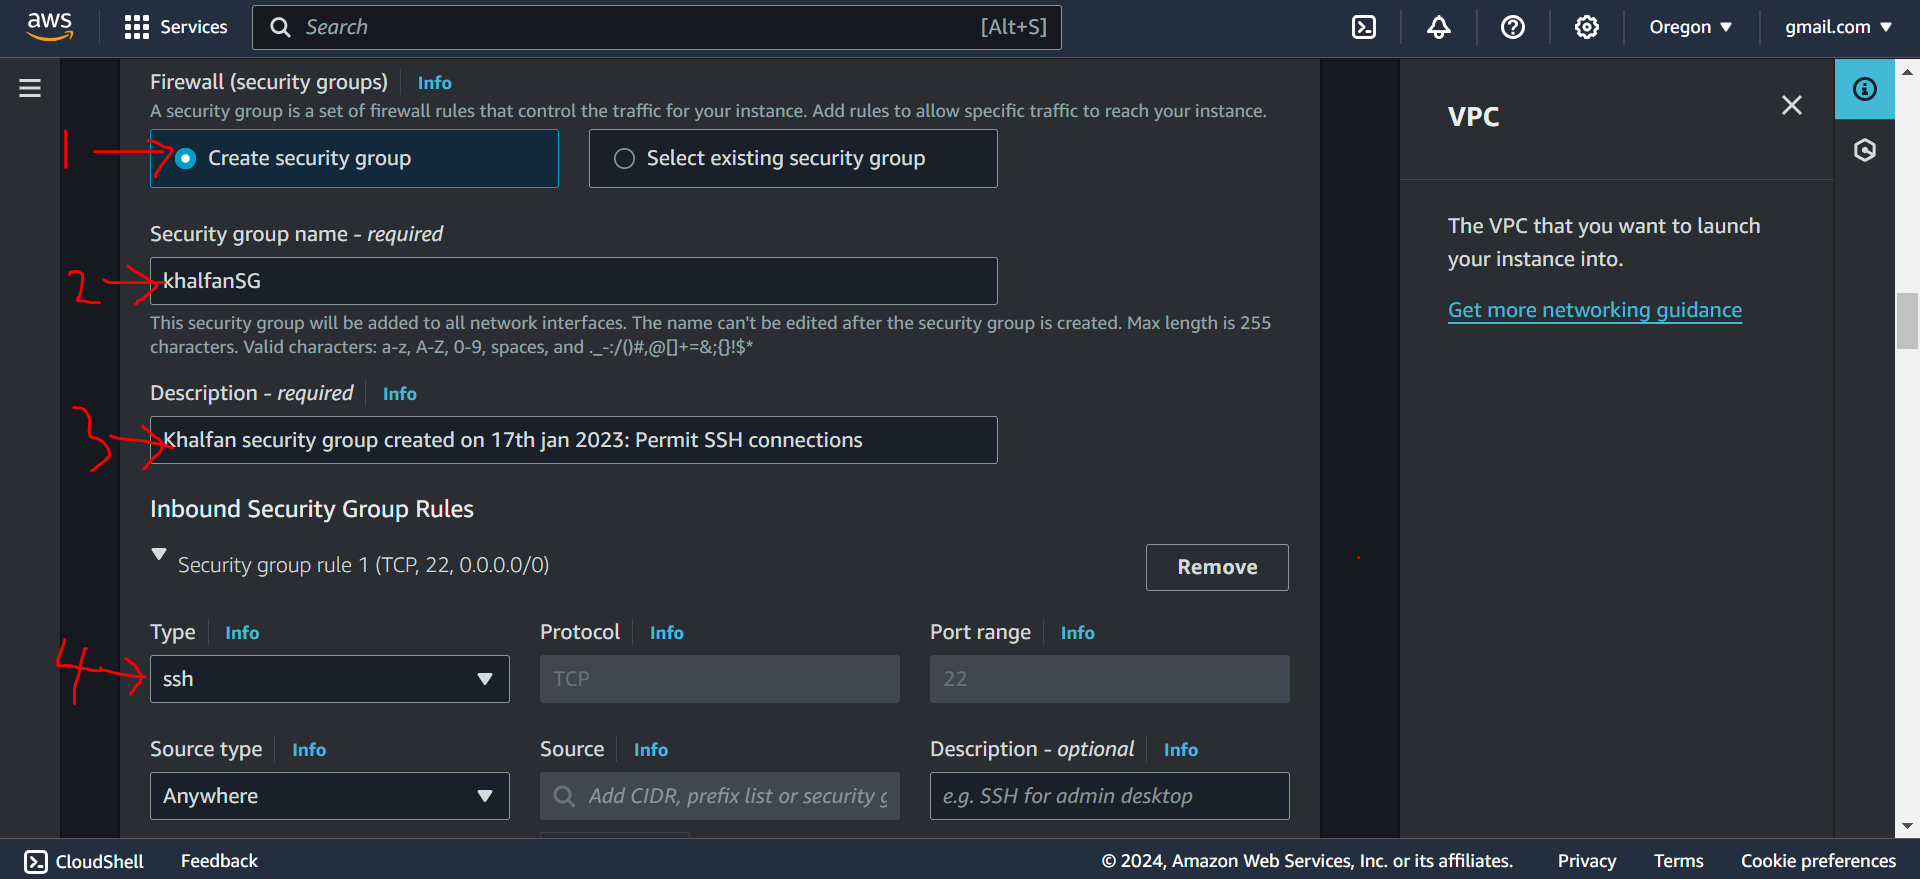 aws Services Search [Alt+S] Oregon gmail.com
Firewall (security groups) Info
A security group is a set of firewall rules that control the traffic for your instance. Add rules to allow specific traffic to reach your instance.
1 Create security group Select existing security group
Security group name - required
2 khalfanSG
This security group will be added to all network interfaces. The name can't be edited after the security group is created. Max length is 255
characters. Valid characters: a-z, A-Z, 0-9, spaces, and ._-:/()#,@[]+=&;{}!$*
Description - required Info
3 Khalfan security group created on 17th jan 2023: Permit SSH connections
Inbound Security Group Rules
Security group rule 1 (TCP, 22, 0.0.0.0/0) Remove
Type Info Protocol Info Port range Info
4 ssh TCP 22
Source type Info Source Info Description - optional Info
Anywhere Add CIDR, prefix list or security g e.g. SSH for admin desktop
VPC
The VPC that you want to launch
your instance into.
Get more networking guidance
CloudShell Feedback © 2024, Amazon Web Services, Inc. or its affiliates. Privacy Terms Cookie preferences